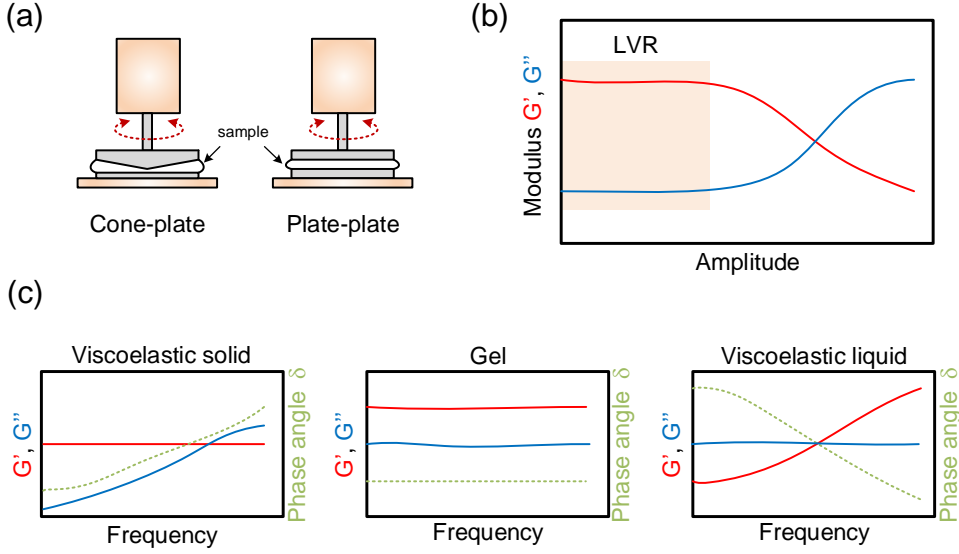 (a)
sample
Cone-plate
Plate-plate
(b)
LVR
Modulus G', G''
Amplitude
(c)
Viscoelastic solid
G', G''
Phase angle δ
Frequency
Gel
G', G''
Phase angle δ
Frequency
Viscoelastic liquid
G', G''
Phase angle δ
Frequency